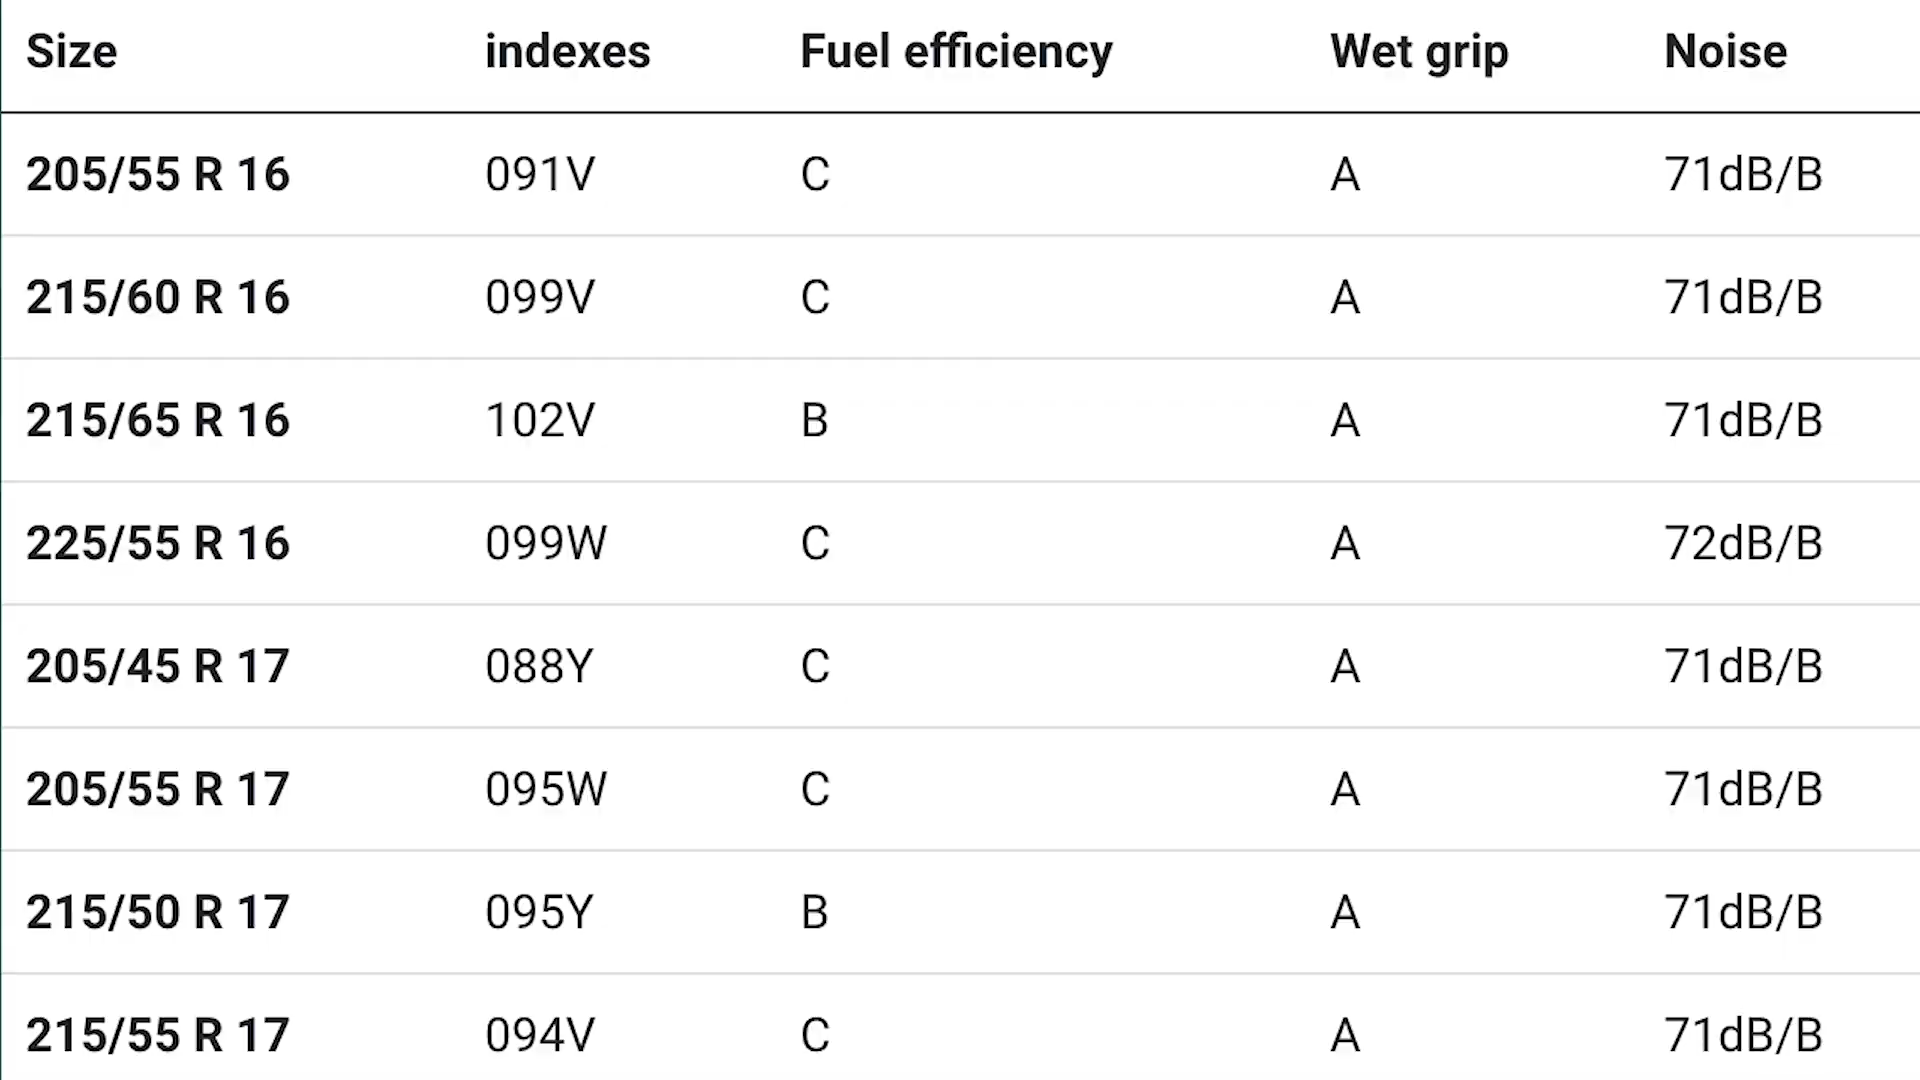 Size indexes Fuel efficiency Wet grip Noise
205/55 R 16 091V C A 71dB/B
215/60 R 16 099V C A 71dB/B
215/65 R 16 102V B A 71dB/B
225/55 R 16 099W C A 72dB/B
205/45 R 17 088Y C A 71dB/B
205/55 R 17 095W C A 71dB/B
215/50 R 17 095Y B A 71dB/B
215/55 R 17 094V C A 71dB/B